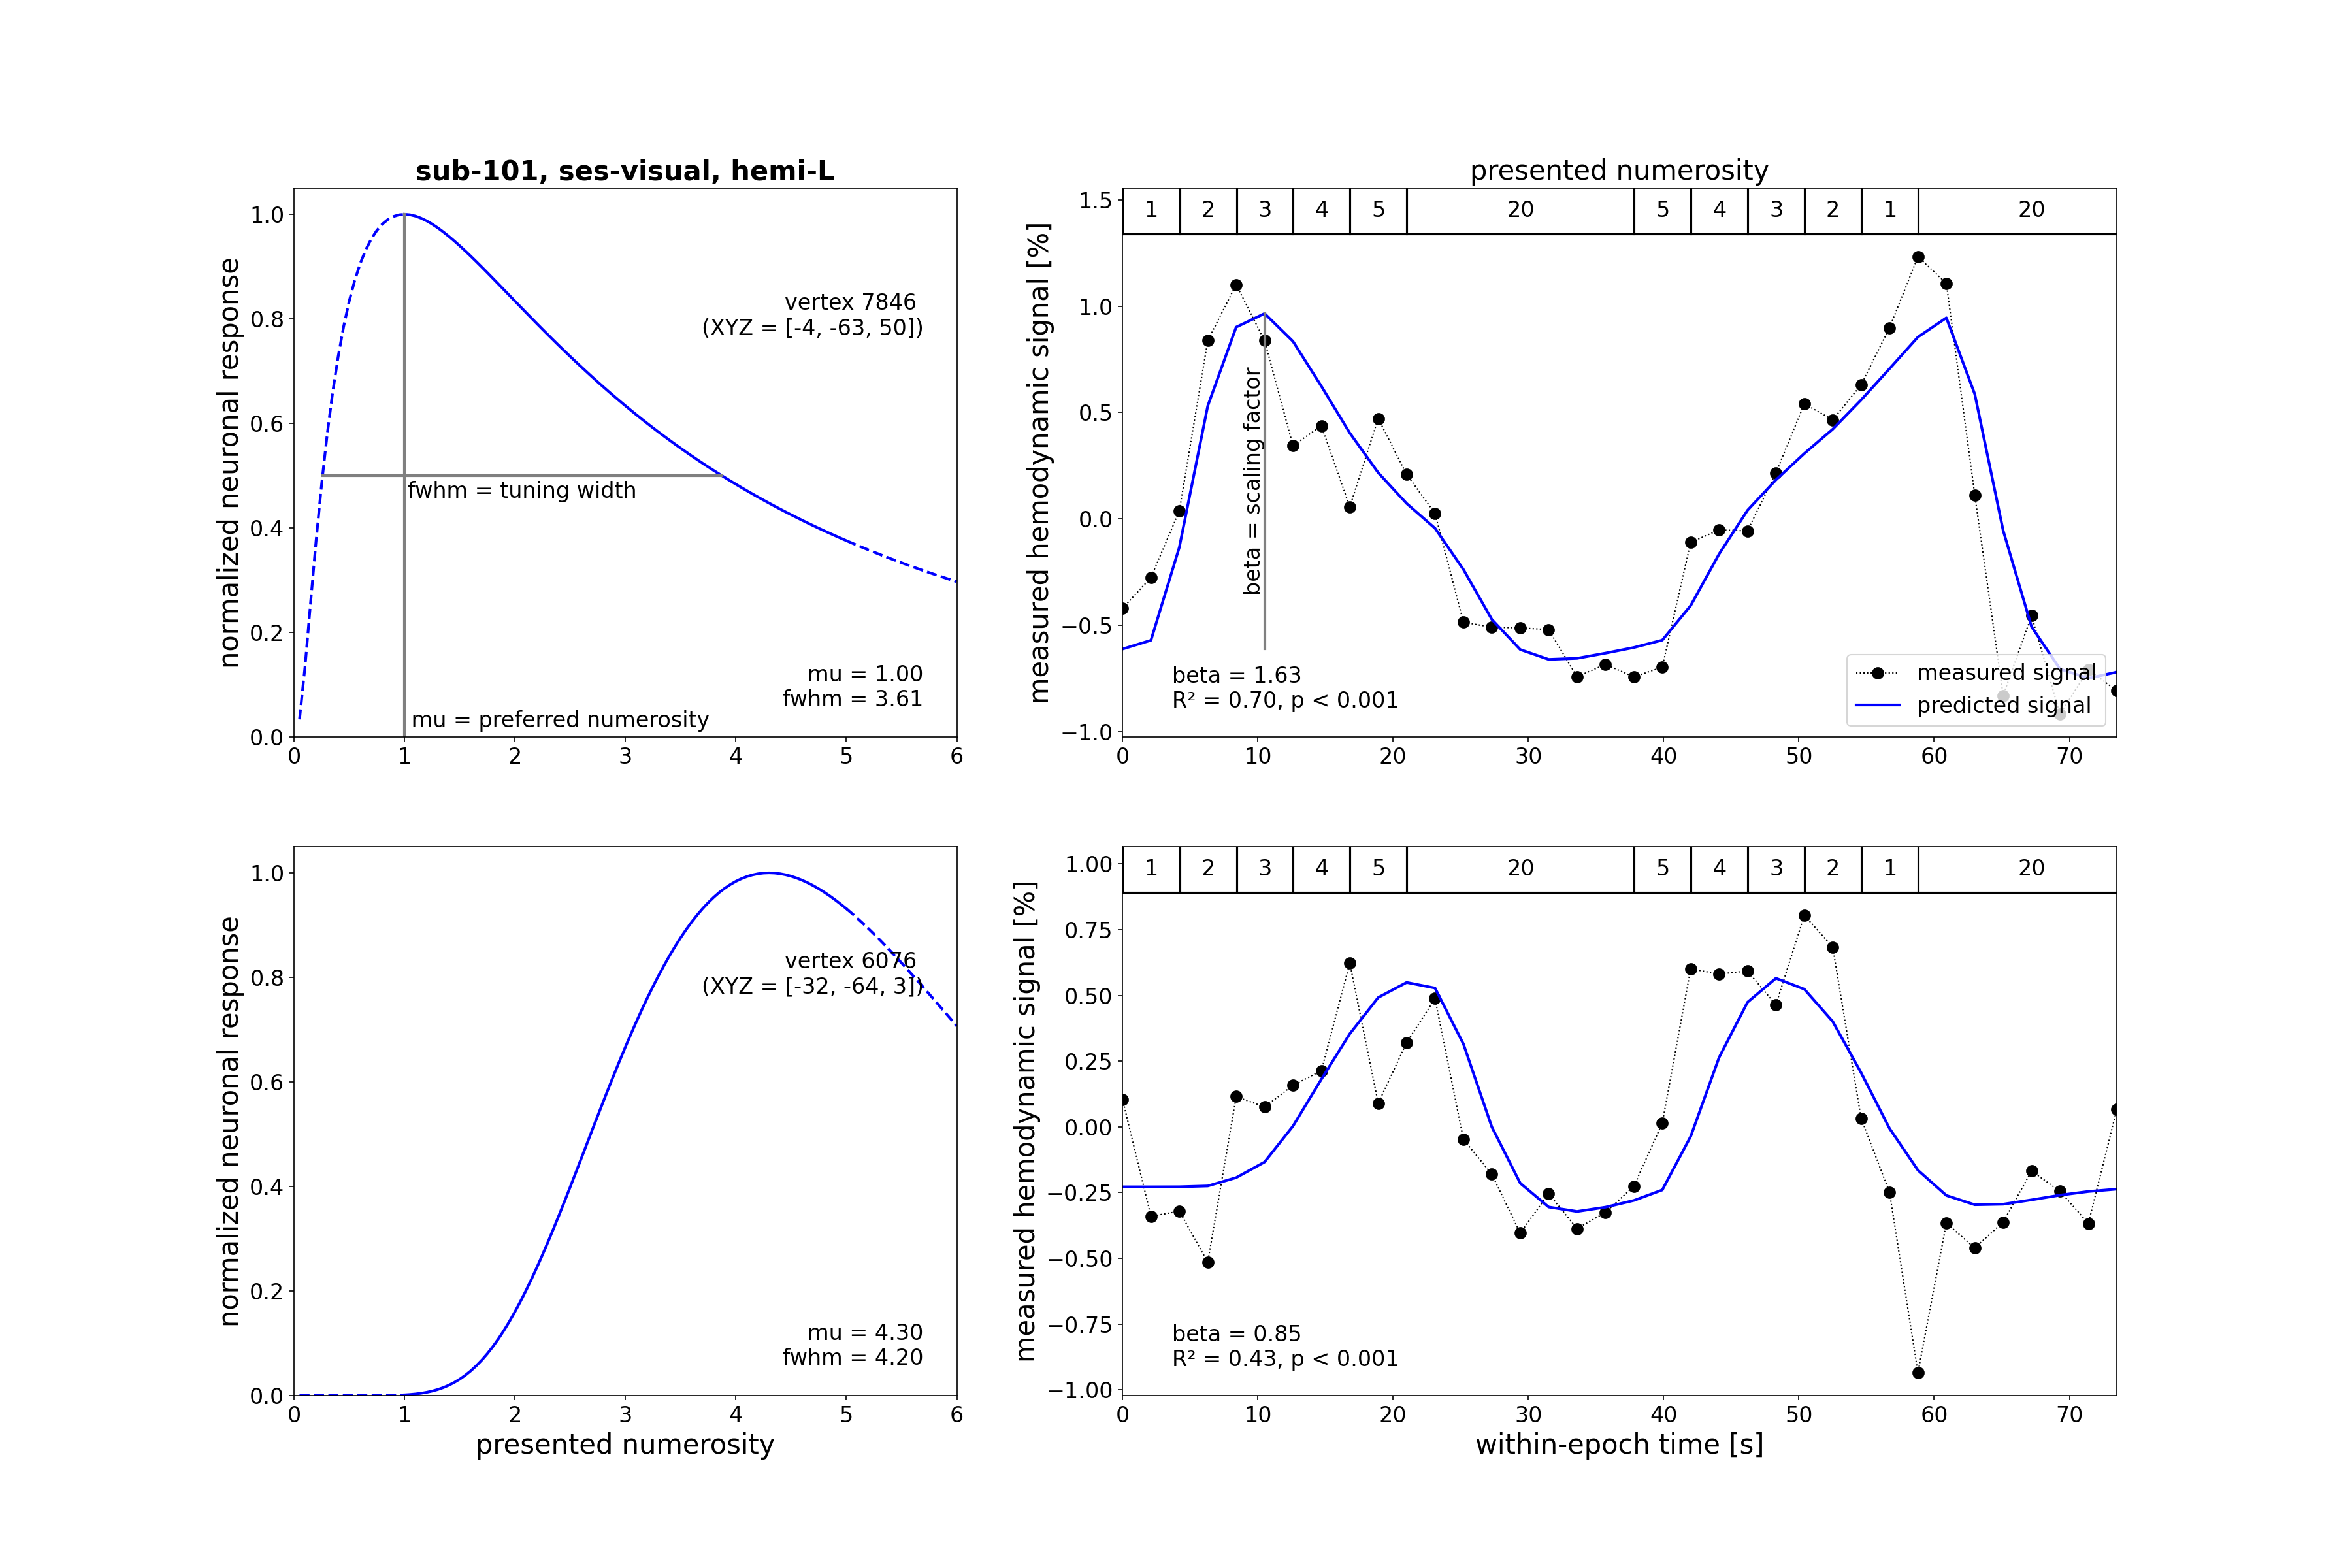 sub-101, ses-visual, hemi-L
normalized neuronal response
1.0
0.8
0.6
0.4
0.2
0.0
vertex 7846
(XYZ = [-4, -63, 50])
fwhm = tuning width
mu = 1.00
fwhm = 3.61
mu = preferred numerosity
0 1 2 3 4 5 6
presented numerosity
measured hemodynamic signal [%]
1.5
1.0
0.5
0.0
−0.5
−1.0
1 2 3 4 5 20 5 4 3 2 1 20
beta = scaling factor
beta = 1.63
R² = 0.70, p < 0.001
measured signal
predicted signal
0 10 20 30 40 50 60 70
normalized neuronal response
1.0
0.8
0.6
0.4
0.2
0.0
vertex 6076
(XYZ = [-32, -64, 3])
mu = 4.30
fwhm = 4.20
0 1 2 3 4 5 6
presented numerosity
measured hemodynamic signal [%]
1.00
0.75
0.50
0.25
0.00
−0.25
−0.50
−0.75
−1.00
1 2 3 4 5 20 5 4 3 2 1 20
beta = 0.85
R² = 0.43, p < 0.001
0 10 20 30 40 50 60 70
within-epoch time [s]